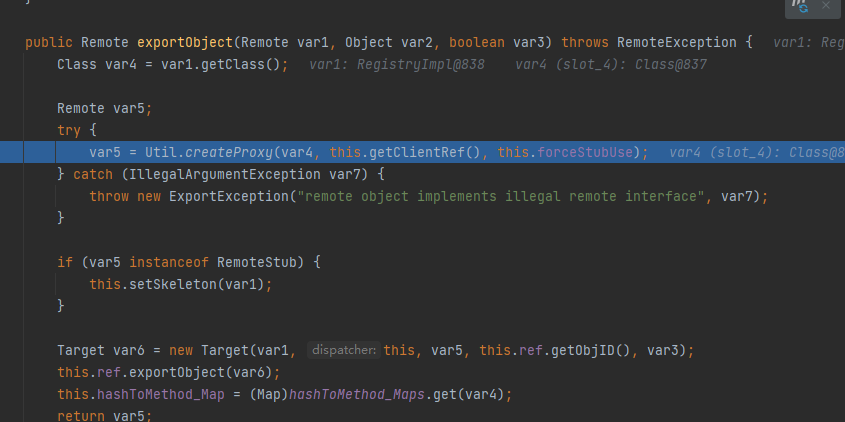 }
public Remote exportObject(Remote var1, Object var2, boolean var3) throws RemoteException {   var1: Reg
Class var4 = var1.getClass();   var1: RegistryImpl@838    var4 (slot_4): Class@837
Remote var5;
try {
var5 = Util.createProxy(var4, this.getClientRef(), this.forceStubUse);   var4 (slot_4): Class@8
} catch (IllegalArgumentException var7) {
throw new ExportException("remote object implements illegal remote interface", var7);
}
if (var5 instanceof RemoteStub) {
this.setSkeleton(var1);
}
Target var6 = new Target(var1, dispatcher: this, var5, this.ref.getObjID(), var3);
this.ref.exportObject(var6);
this.hashToMethod_Map = (Map)hashToMethod_Maps.get(var4);
return var5;